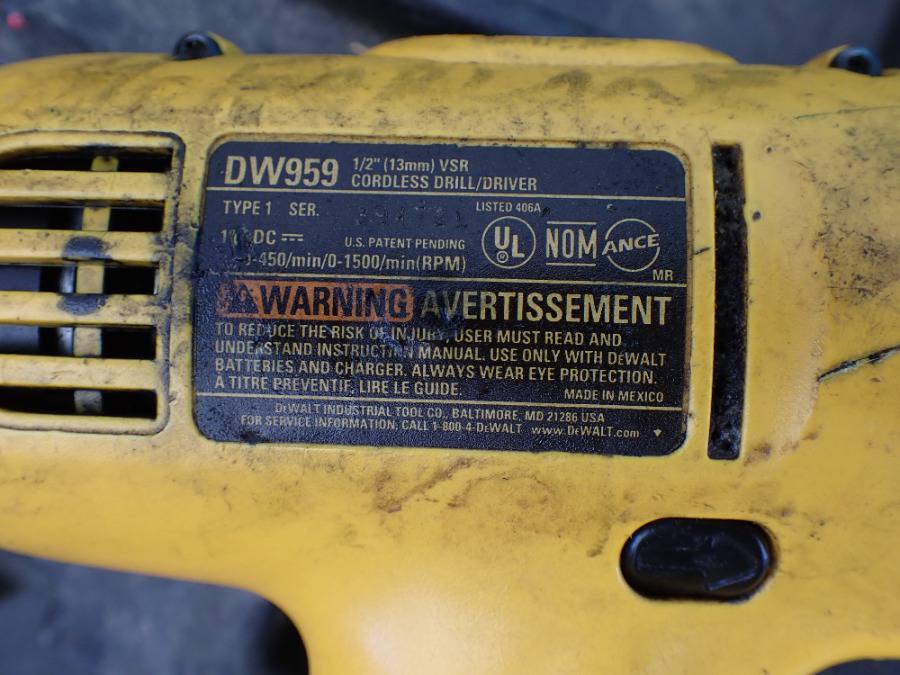 DW959 1/2" (13mm) VSR
CORDLESS DRILL/DRIVER
TYPE 1 SER.
LISTED 406A
DC
U.S. PATENT PENDING
UL
®
NOM
ANCE
MR
-450/min/0-1500/min(RPM)
WARNING AVERTISSEMENT
TO REDUCE THE RISK OF INJURY, USER MUST READ AND
UNDERSTAND INSTRUCTION MANUAL. USE ONLY WITH DEWALT
BATTERIES AND CHARGER. ALWAYS WEAR EYE PROTECTION.
À TITRE PREVENTIF, LIRE LE GUIDE.
MADE IN MEXICO
DEWALT INDUSTRIAL TOOL CO., BALTIMORE, MD 21286 USA
FOR SERVICE INFORMATION, CALL 1-800-4-DEWALT www.DEWALT.com